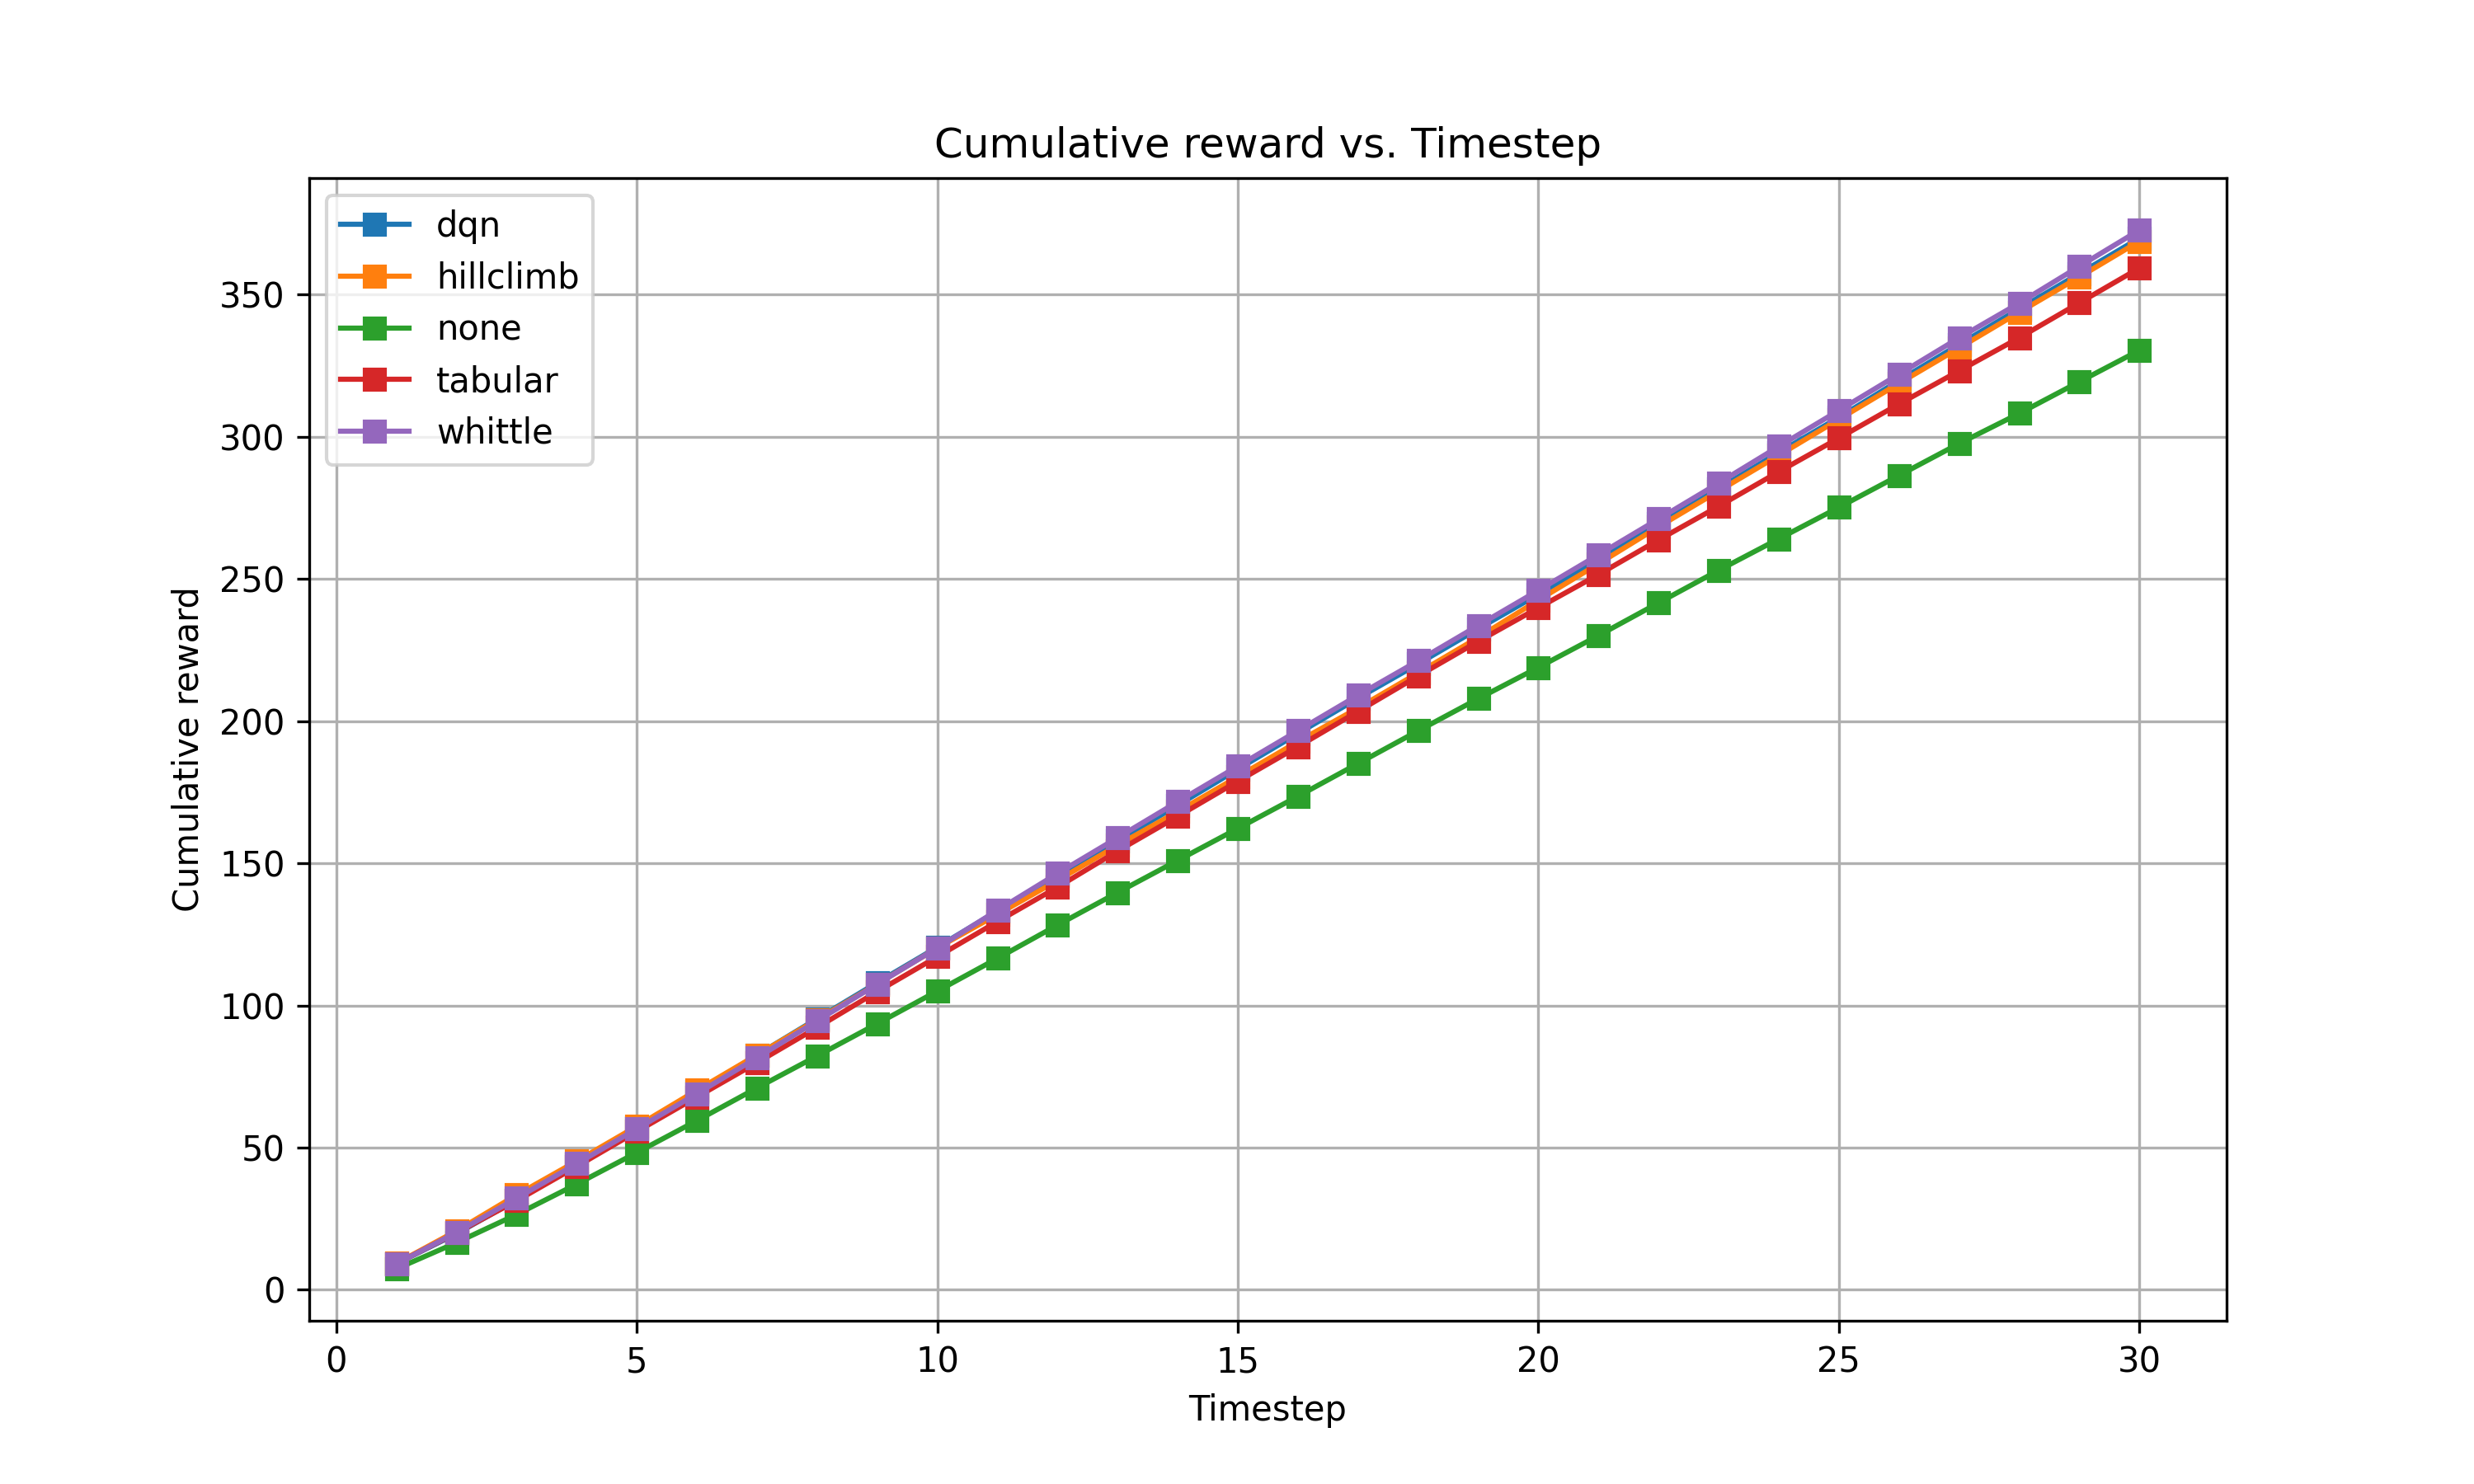 Cumulative reward vs. Timestep
dqn
hillclimb
none
tabular
whittle
Cumulative reward
350
300
250
200
150
100
50
0
0 5 10 15 20 25 30
Timestep